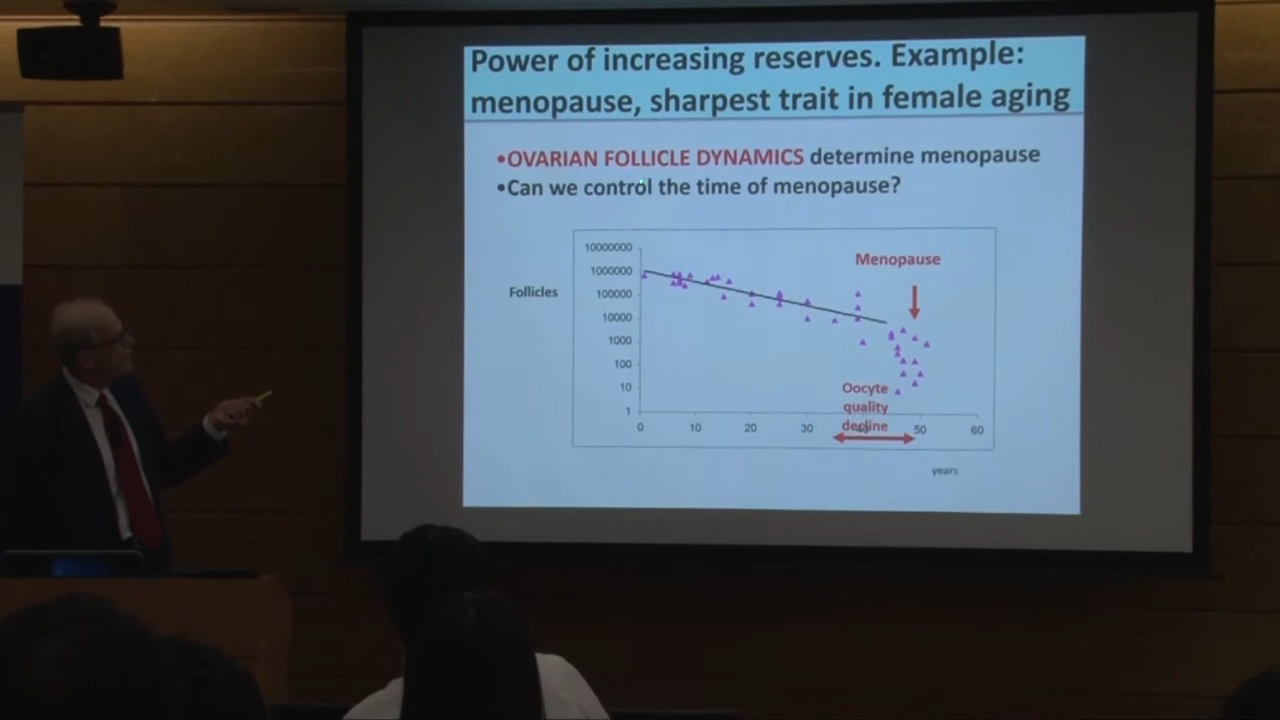 Power of increasing reserves. Example:
menopause, sharpest trait in female aging
•OVARIAN FOLLICLE DYNAMICS determine menopause
•Can we control the time of menopause?
10000000
1000000
100000
10000
1000
100
10
1
Follicles
Menopause
Oocyte
quality
decline
0 10 20 30 40 50 60
years